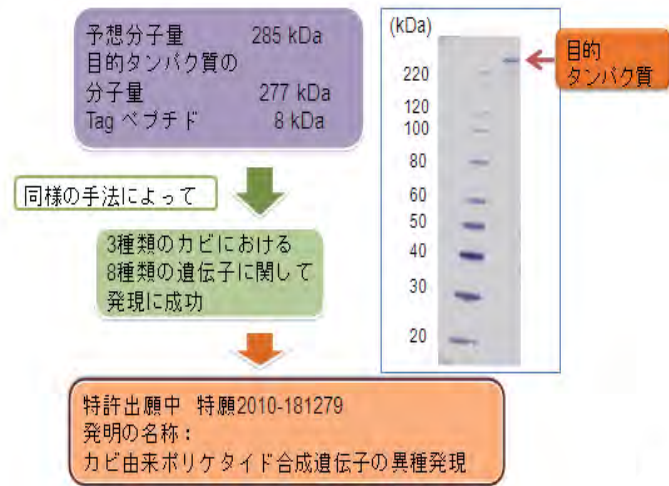 予想分子量 285 kDa
目的タンパク質の
分子量 277 kDa
Tag ペプチド 8 kDa
同様の手法によって
3種類のカビにおける
8種類の遺伝子に関して
発現に成功
特許出願中 特願2010-181279
発明の名称：
カビ由来ポリケタイド合成遺伝子の異種発現
(kDa)
220
120
100
80
60
50
40
30
20
目的
タンパク質